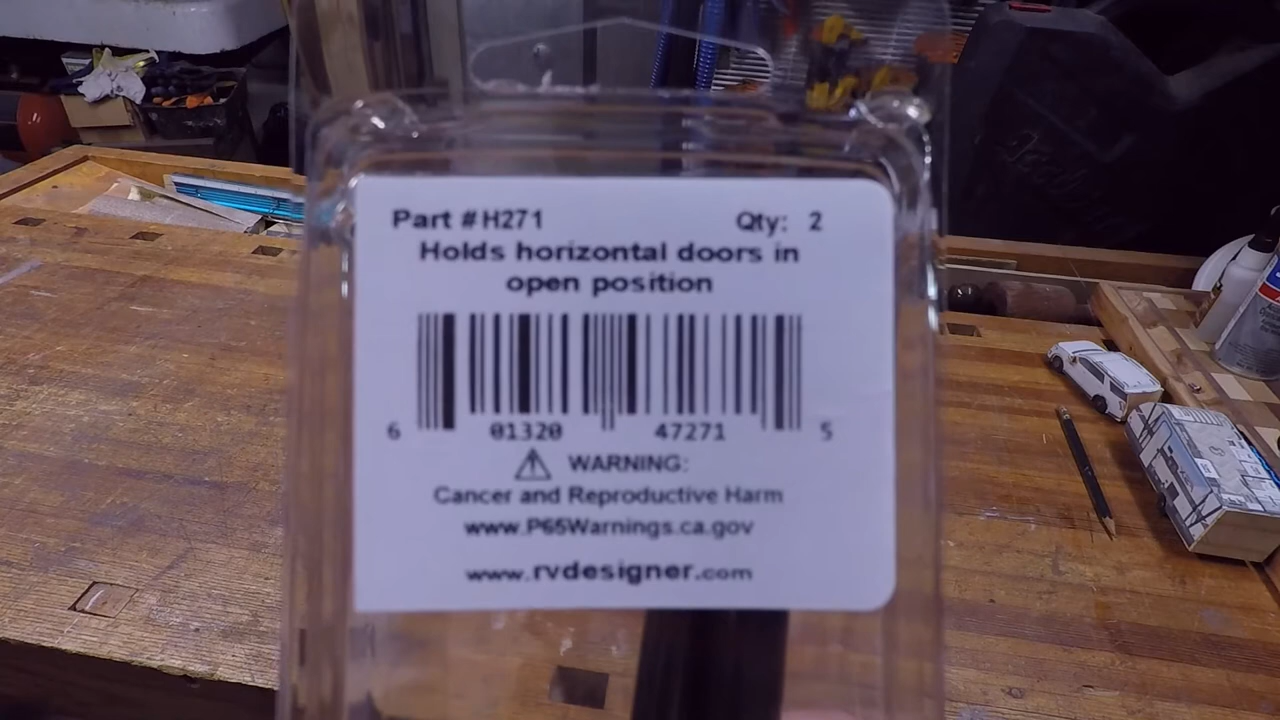 Part # H271 Qty: 2
Holds horizontal doors in
open position
6 01320 47271 5
⚠ WARNING:
Cancer and Reproductive Harm
www.P65Warnings.ca.gov
www.rvdesigner.com